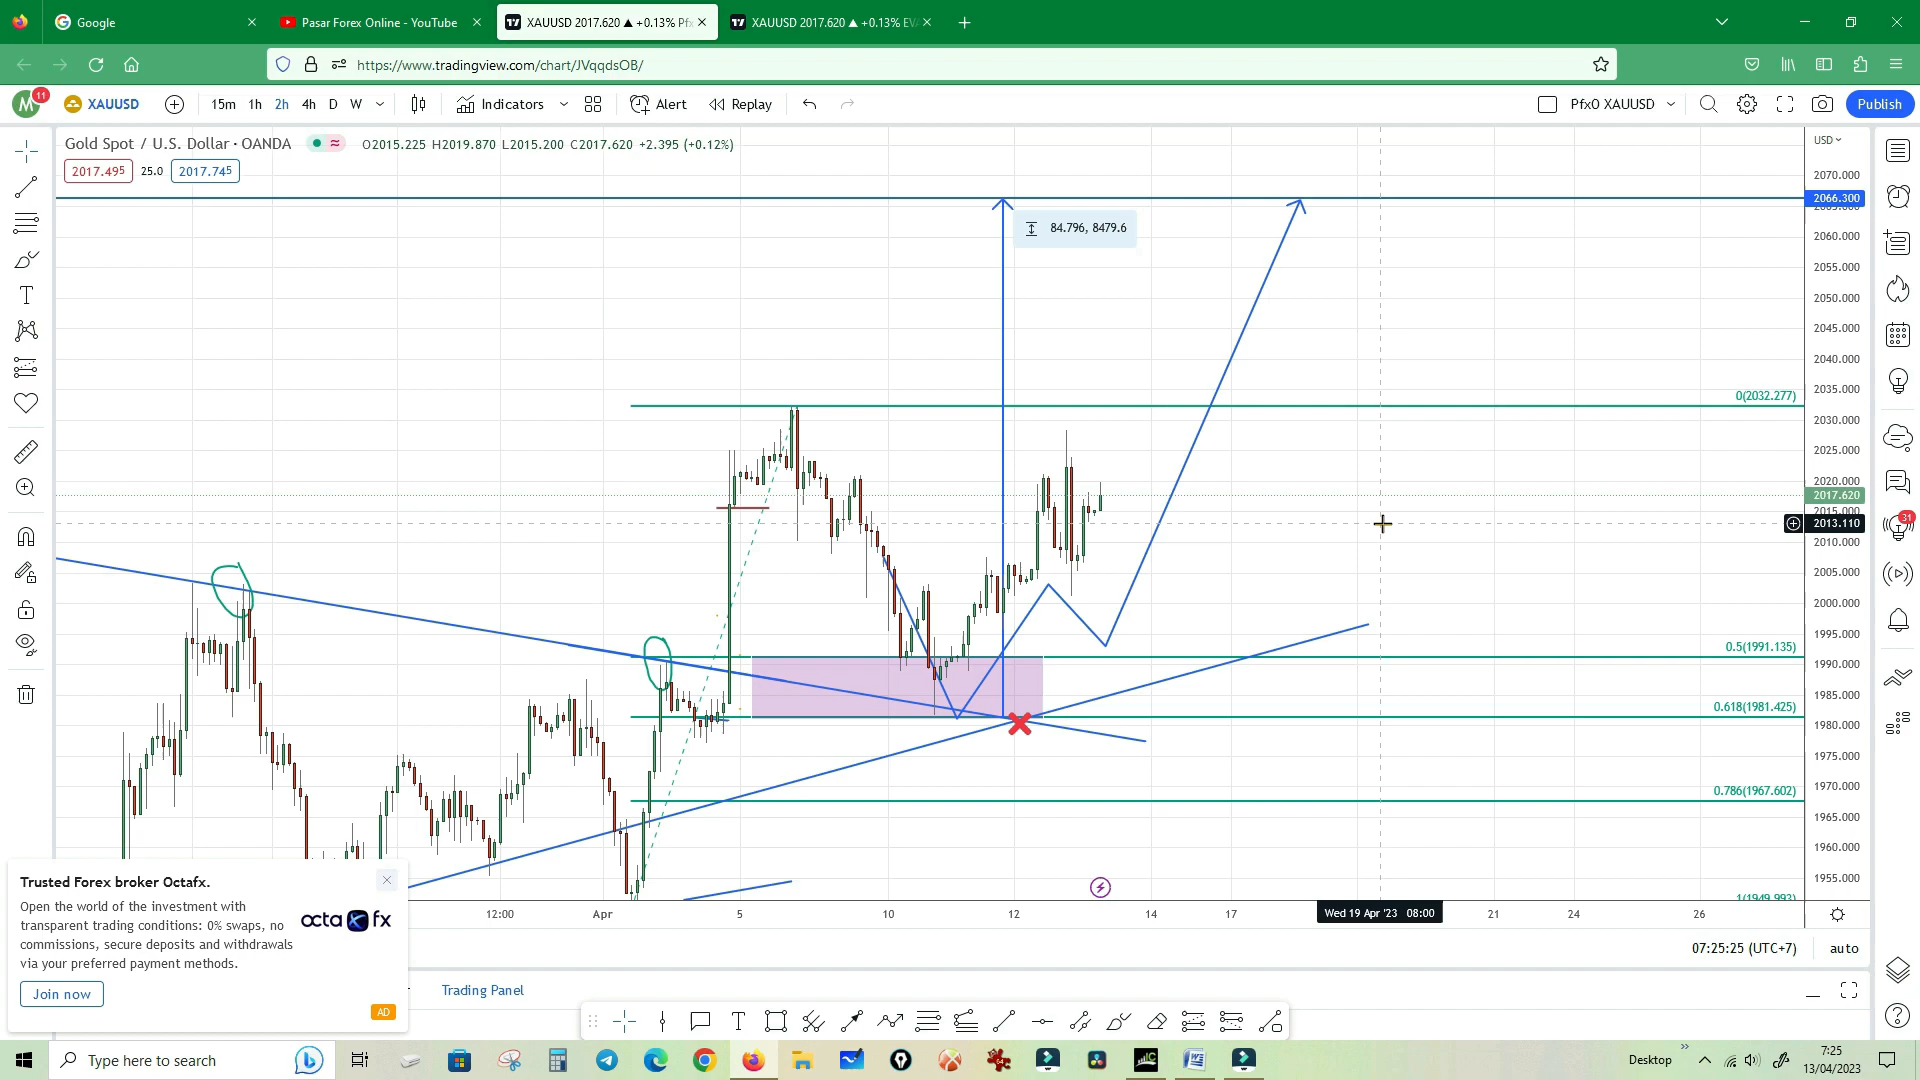 Google
Pasar Forex Online - YouTube
XAUUSD 2017.620 ▲ +0.13% Pfx
XAUUSD 2017.620 ▲ +0.13% EV
https://www.tradingview.com/chart/JVqqdsOB/
M
11
XAUUSD
15m 1h 2h 4h D W
Indicators
Alert
Replay
Pfx0 XAUUSD
Publish
Gold Spot / U.S. Dollar · OANDA
O2015.225 H2019.870 L2015.200 C2017.620 +2.395 (+0.12%)
2017.495 25.0 2017.745
USD
2070.000
2066.300
84.796, 8479.6
2060.000
2055.000
2050.000
2045.000
2040.000
2035.000
0(2032.277)
2030.000
2025.000
2020.000
2017.620
2015.000
2013.110
31
2010.000
2005.000
2000.000
1995.000
0.5(1991.135)
1990.000
1985.000
0.618(1981.425)
1980.000
1975.000
1970.000
0.786(1967.602)
1965.000
1960.000
1955.000
1(1949.993)
12:00 Apr 5 10 12 14 17 Wed 19 Apr '23 08:00 21 24 26
Trusted Forex broker Octafx.
Open the world of the investment with
transparent trading conditions: 0% swaps, no
commissions, secure deposits and withdrawals
via your preferred payment methods.
octa fx
Join now
AD
07:25:25 (UTC+7)
auto
Trading Panel
Type here to search
Desktop
7:25
13/04/2023